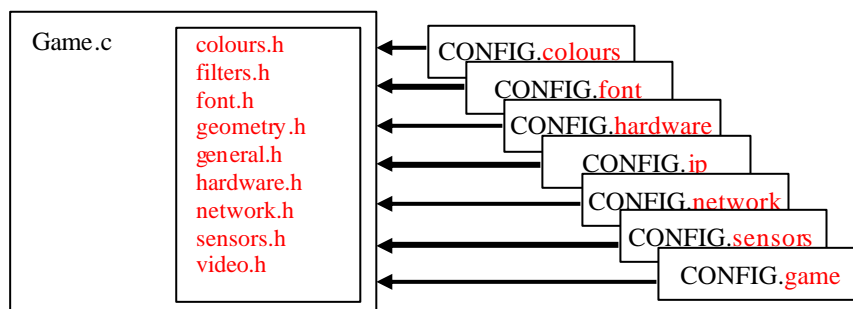 Game.c
colours.h
filters.h
font.h
geometry.h
general.h
hardware.h
network.h
sensors.h
video.h
CONFIG.colours
CONFIG.font
CONFIG.hardware
CONFIG.ip
CONFIG.network
CONFIG.sensors
CONFIG.game